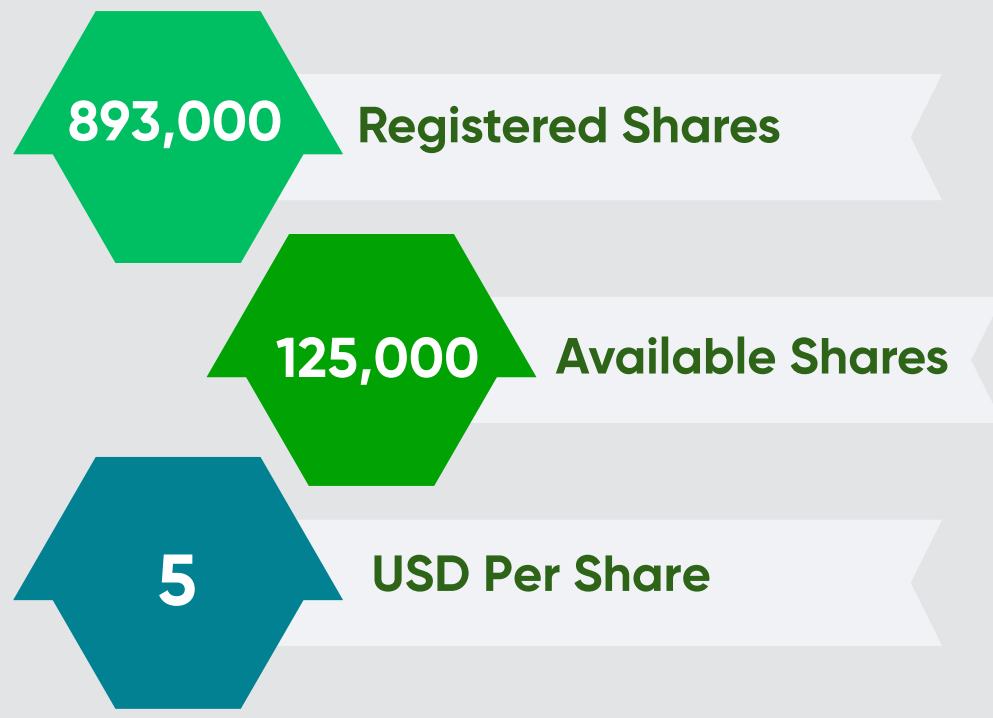 893,000 Registered Shares
125,000 Available Shares
5 USD Per Share